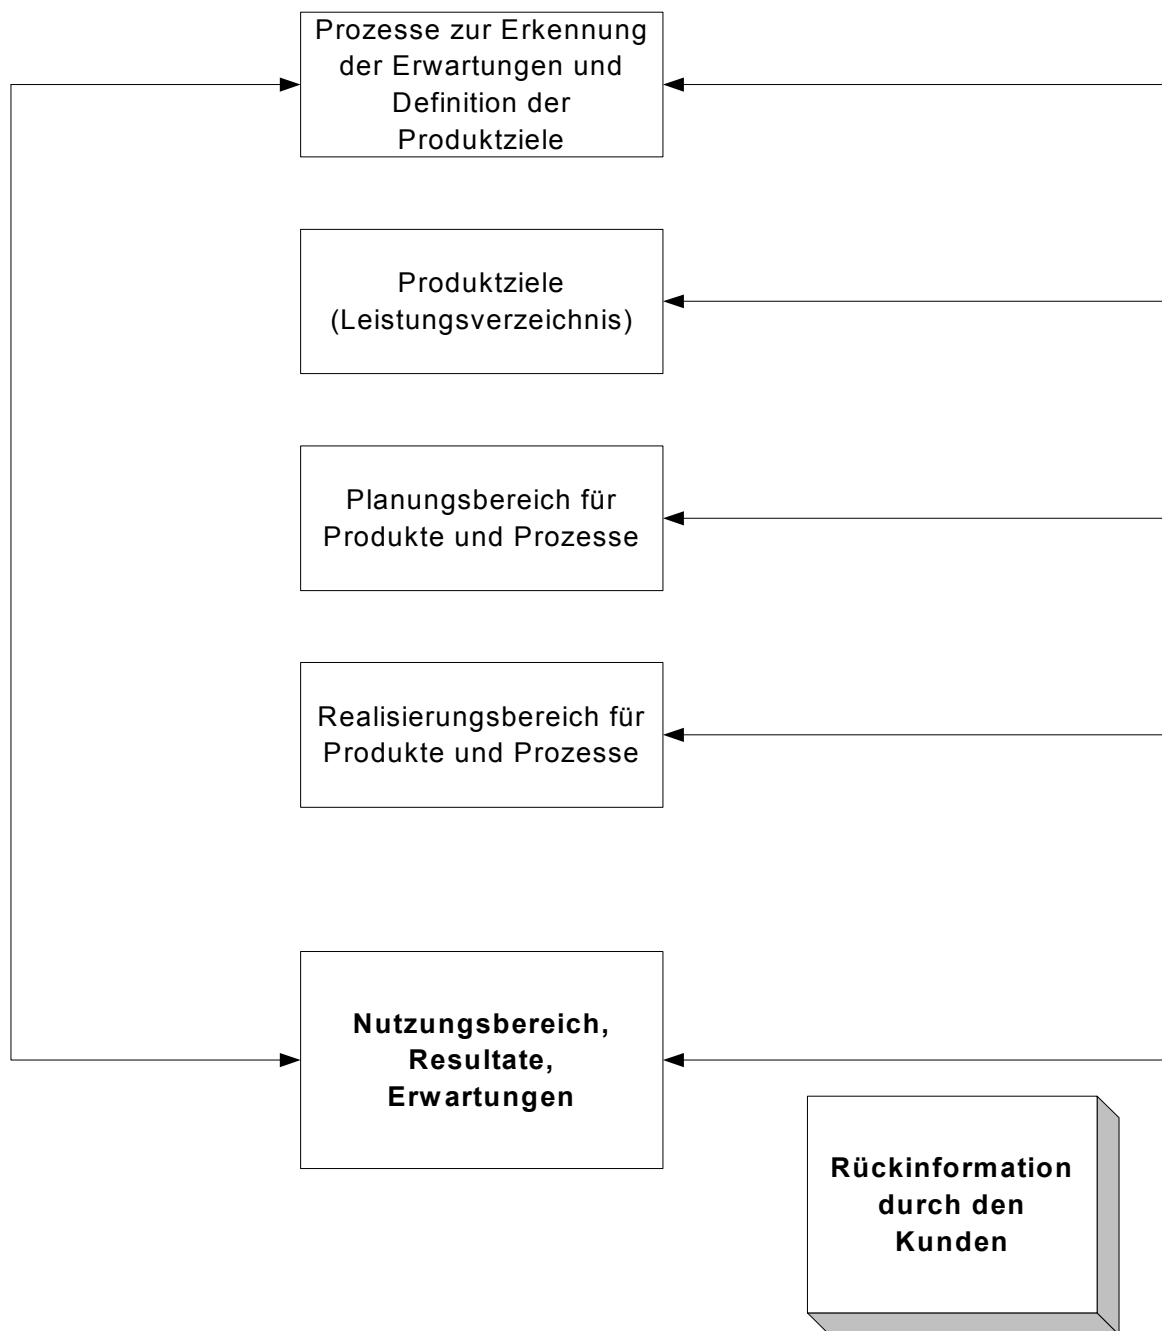 Prozesse zur Erkennung
der Erwartungen und
Definition der
Produktziele
Produktziele
(Leistungsverzeichnis)
Planungsbereich für
Produkte und Prozesse
Realisierungsbereich für
Produkte und Prozesse
Nutzungsbereich,
Resultate,
Erwartungen
Rückinformation
durch den
Kunden